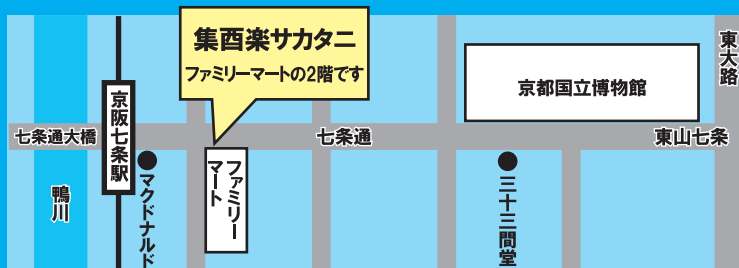 集酉楽サカタニ
ファミリーマートの2階です
京都国立博物館
東大路
京阪七条駅
七条通大橋
七条通
東山七条
鴨川
マクドナルド
ファミリー
マート
三十三間堂